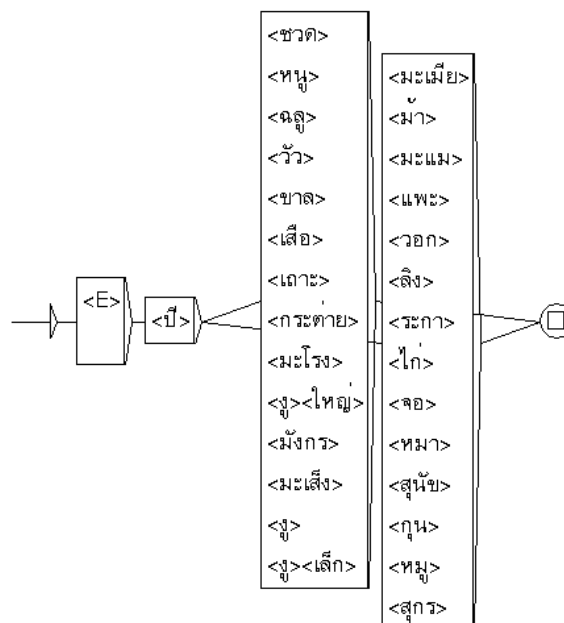 <E>
<ปี>
<ชวด>
<หนู>
<ฉลู>
<วัว>
<ขาล>
<เสือ>
<เถาะ>
<กระต่าย>
<มะโรง>
<งู><ใหญ่>
<มังกร>
<มะเส็ง>
<งู>
<งู><เล็ก>
<มะเมีย>
<ม้า>
<มะแม>
<แพะ>
<วอก>
<ลิง>
<ระกา>
<ไก่>
<จอ>
<หมา>
<สุนัข>
<กุน>
<หมู>
<สุกร>